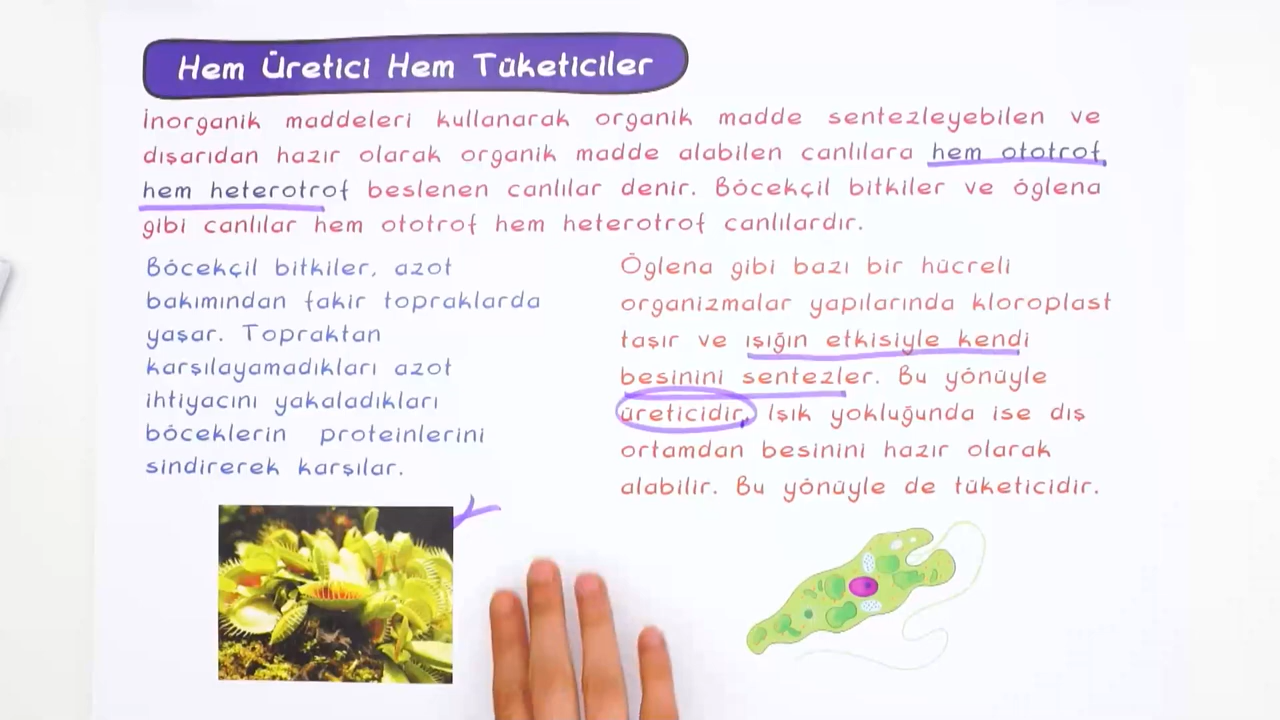 Hem Üretici Hem Tüketiciler
İnorganik maddeleri kullanarak organik madde sentezleyebilen ve
dışarıdan hazır olarak organik madde alabilen canlılara hem ototrof,
hem heterotrof beslenen canlılar denir. Böcekçil bitkiler ve öglena
gibi canlılar hem ototrof hem heterotrof canlılardır.
Böcekçil bitkiler, azot
bakımından fakir topraklarda
yaşar. Topraktan
karşılayamadıkları azot
ihtiyacını yakaladıkları
böceklerin proteinlerini
sindirerek karşılar.
Öglena gibi bazı bir hücreli
organizmalar yapılarında kloroplast
taşır ve ışığın etkisiyle kendi
besinini sentezler. Bu yönüyle
üreticidir. Işık yokluğunda ise dış
ortamdan besinini hazır olarak
alabilir. Bu yönüyle de tüketicidir.